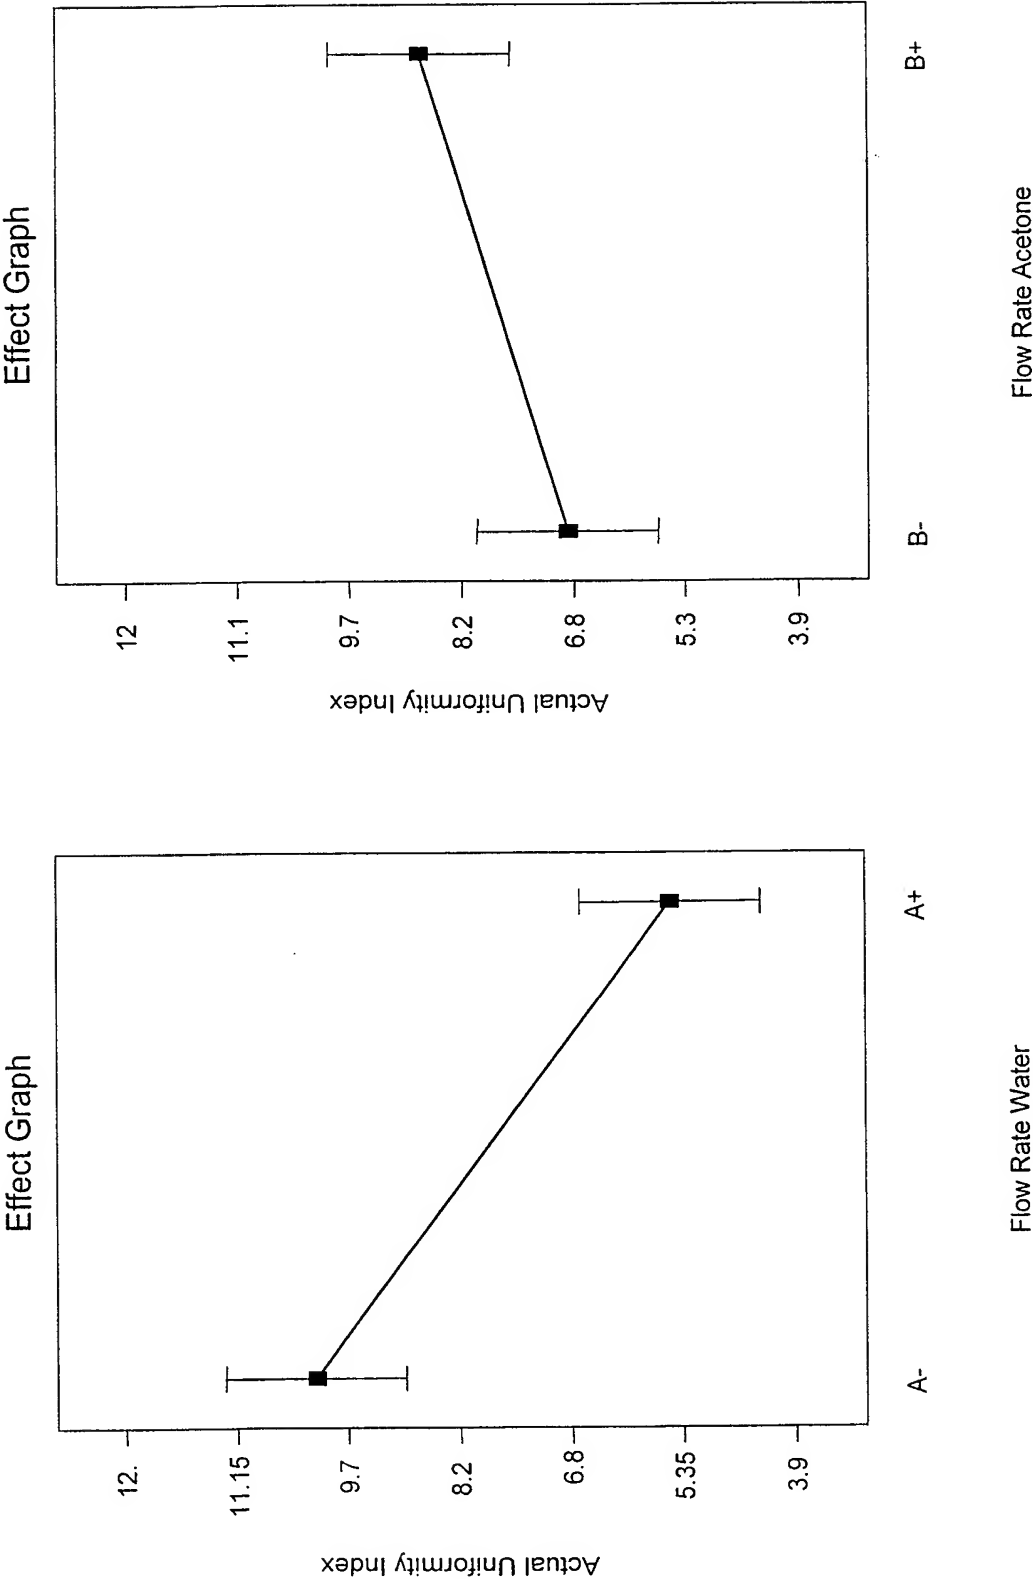 Effect Graph
Actual Uniformity Index
12.
11.15
9.7
8.2
6.8
5.35
3.9
A-
A+
Flow Rate Water
Effect Graph
Actual Uniformity Index
12
11.1
9.7
8.2
6.8
5.3
3.9
B-
B+
Flow Rate Acetone